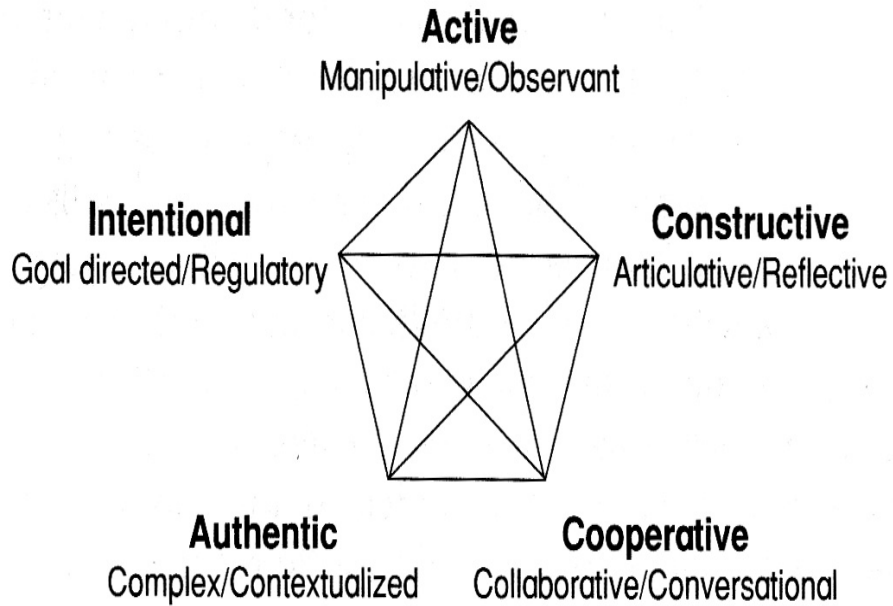 Active
Manipulative/Observant
Intentional
Goal directed/Regulatory
Constructive
Articulative/Reflective
Authentic
Complex/Contextualized
Cooperative
Collaborative/Conversational